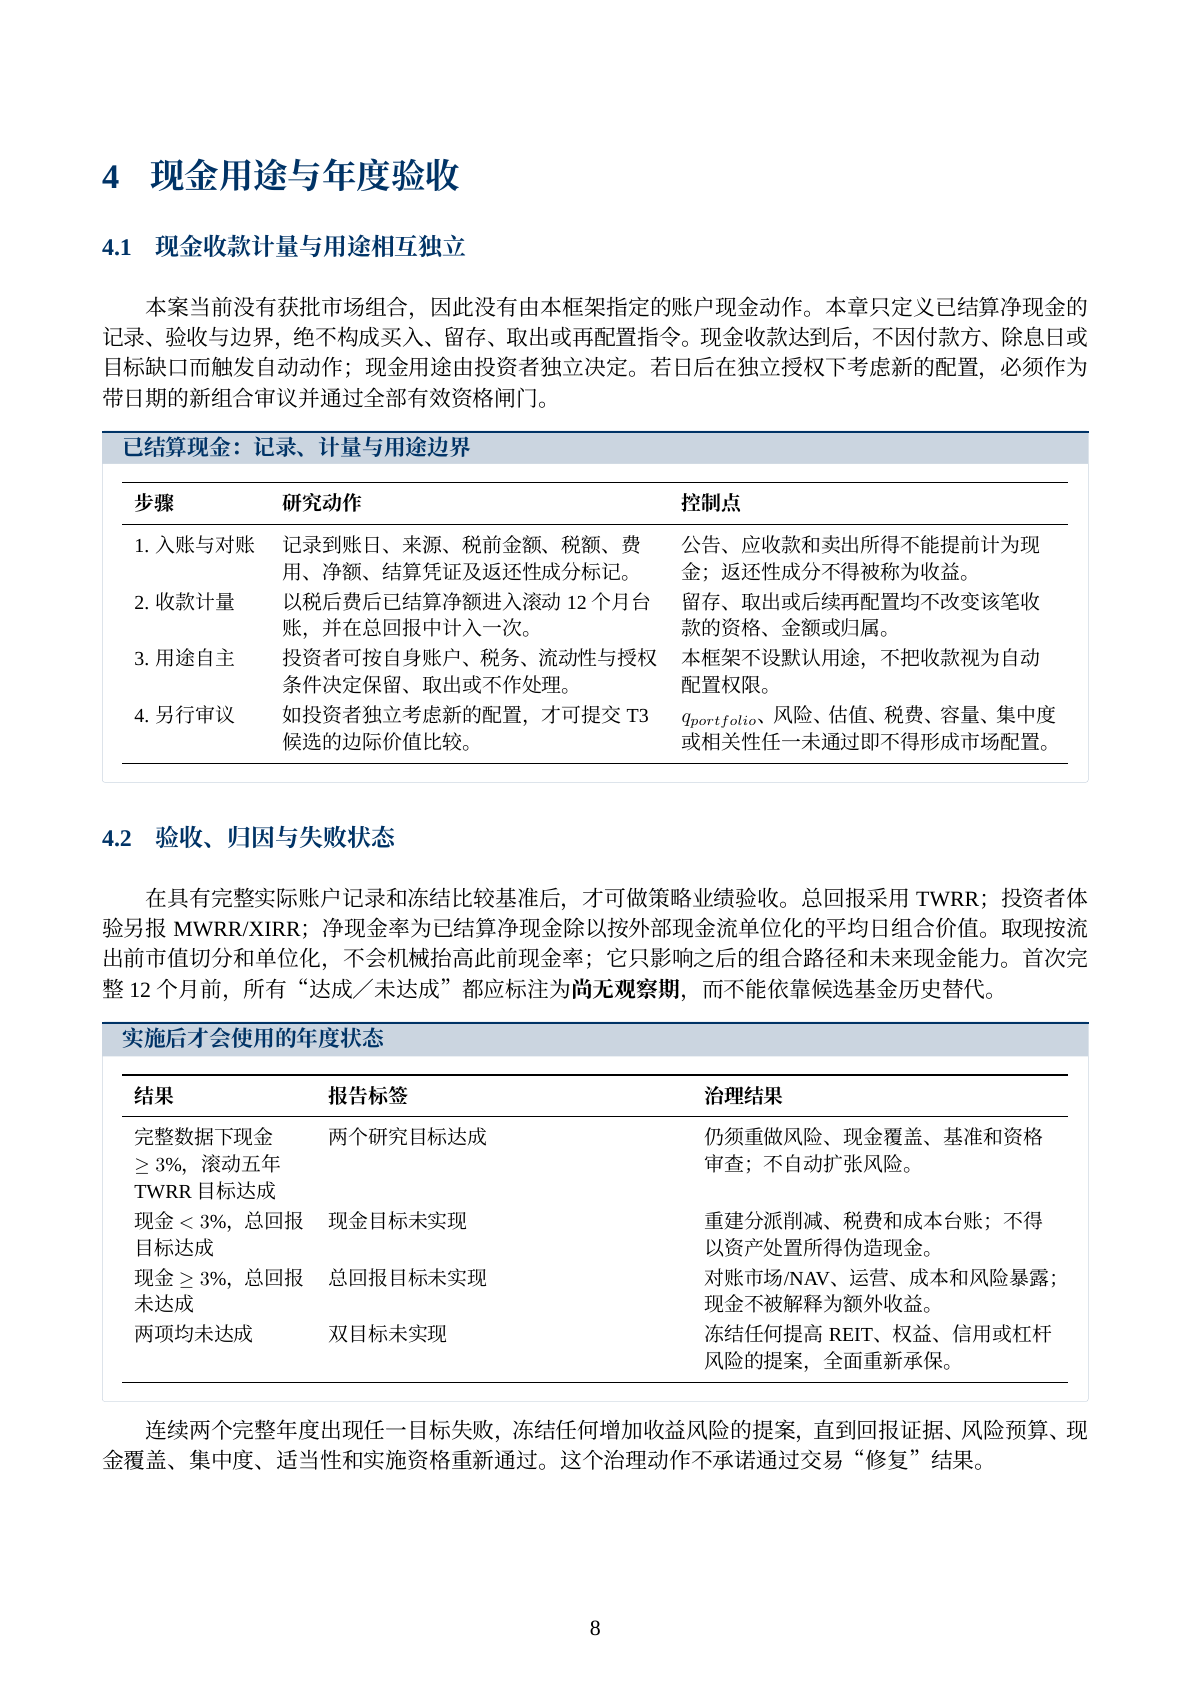 4 现金用途与年度验收
4.1 现金收款计量与用途相互独立
本案当前没有获批市场组合，因此没有由本框架指定的账户现金动作。本章只定义已结算净现金的
记录、验收与边界，绝不构成买入、留存、取出或再配置指令。现金收款达到后，不因付款方、除息日或
目标缺口而触发自动动作；现金用途由投资者独立决定。若日后在独立授权下考虑新的配置，必须作为
带日期的新组合审议并通过全部有效资格闸门。
已结算现金：记录、计量与用途边界
步骤 研究动作 控制点
1. 入账与对账 记录到账日、来源、税前金额、税额、费 公告、应收款和卖出所得不能提前计为现
用、净额、结算凭证及返还性成分标记。 金；返还性成分不得被称为收益。
2. 收款计量 以税后费后已结算净额进入滚动 12 个月台 留存、取出或后续再配置均不改变该笔收
账，并在总回报中计入一次。 款的资格、金额或归属。
3. 用途自主 投资者可按自身账户、税务、流动性与授权 本框架不设默认用途，不把收款视为自动
条件决定保留、取出或不作处理。 配置权限。
4. 另行审议 如投资者独立考虑新的配置，才可提交 T3 qportfolio、风险、估值、税费、容量、集中度
候选的边际价值比较。 或相关性任一未通过即不得形成市场配置。
4.2 验收、归因与失败状态
在具有完整实际账户记录和冻结比较基准后，才可做策略业绩验收。总回报采用 TWRR；投资者体
验另报 MWRR/XIRR；净现金率为已结算净现金除以按外部现金流单位化的平均日组合价值。取现按流
出前市值切分和单位化，不会机械抬高此前现金率；它只影响之后的组合路径和未来现金能力。首次完
整 12 个月前，所有“达成／未达成”都应标注为尚无观察期，而不能依靠候选基金历史替代。
实施后才会使用的年度状态
结果 报告标签 治理结果
完整数据下现金 两个研究目标达成 仍须重做风险、现金覆盖、基准和资格
≥ 3%，滚动五年 审查；不自动扩张风险。
TWRR 目标达成
现金 < 3%，总回报 现金目标未实现 重建分派削减、税费和成本台账；不得
目标达成 以资产处置所得伪造现金。
现金 ≥ 3%，总回报 总回报目标未实现 对账市场/NAV、运营、成本和风险暴露；
未达成 现金不被解释为额外收益。
两项均未达成 双目标未实现 冻结任何提高 REIT、权益、信用或杠杆
风险的提案，全面重新承保。
连续两个完整年度出现任一目标失败，冻结任何增加收益风险的提案，直到回报证据、风险预算、现
金覆盖、集中度、适当性和实施资格重新通过。这个治理动作不承诺通过交易“修复”结果。
8